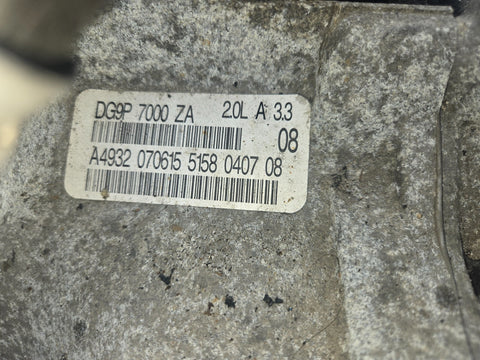 DG9P 7000 ZA 2.0L A 3.3
08
A4932 070615 5158 0407 08